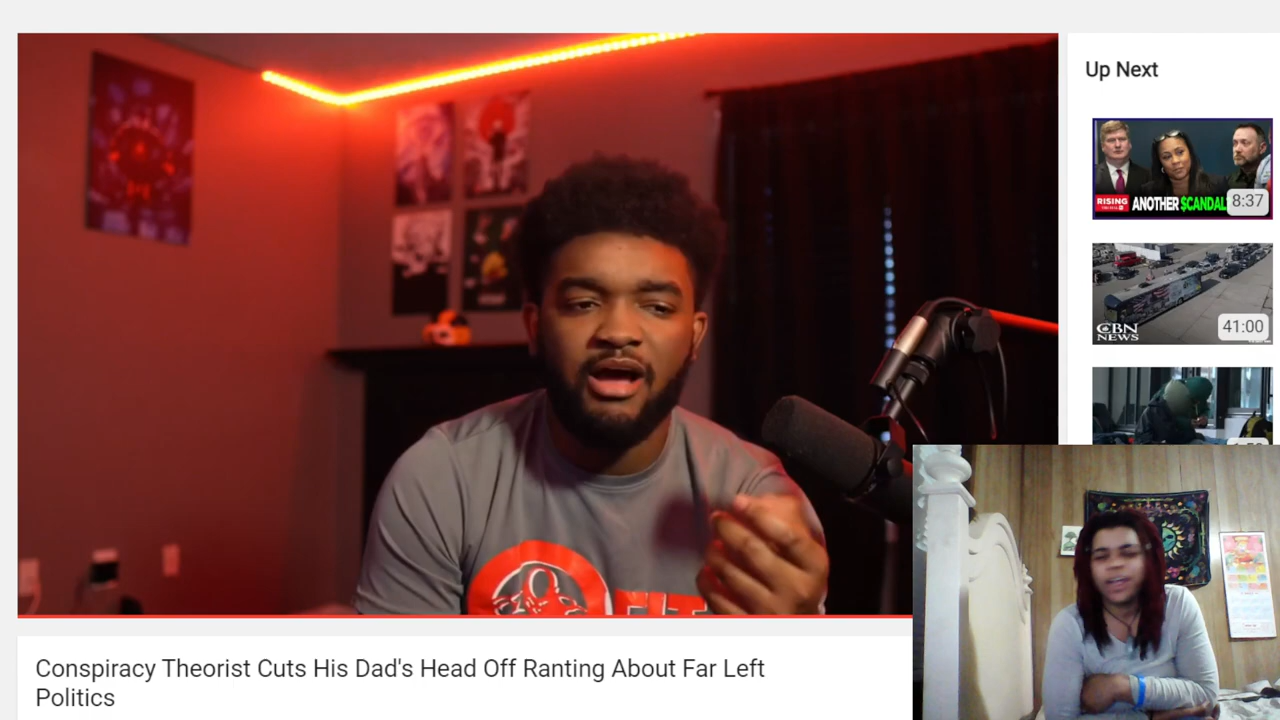 Up Next
RISING
ANOTHER $CANDAL
8:37
CBN
NEWS
41:00
Conspiracy Theorist Cuts His Dad's Head Off Ranting About Far Left
Politics